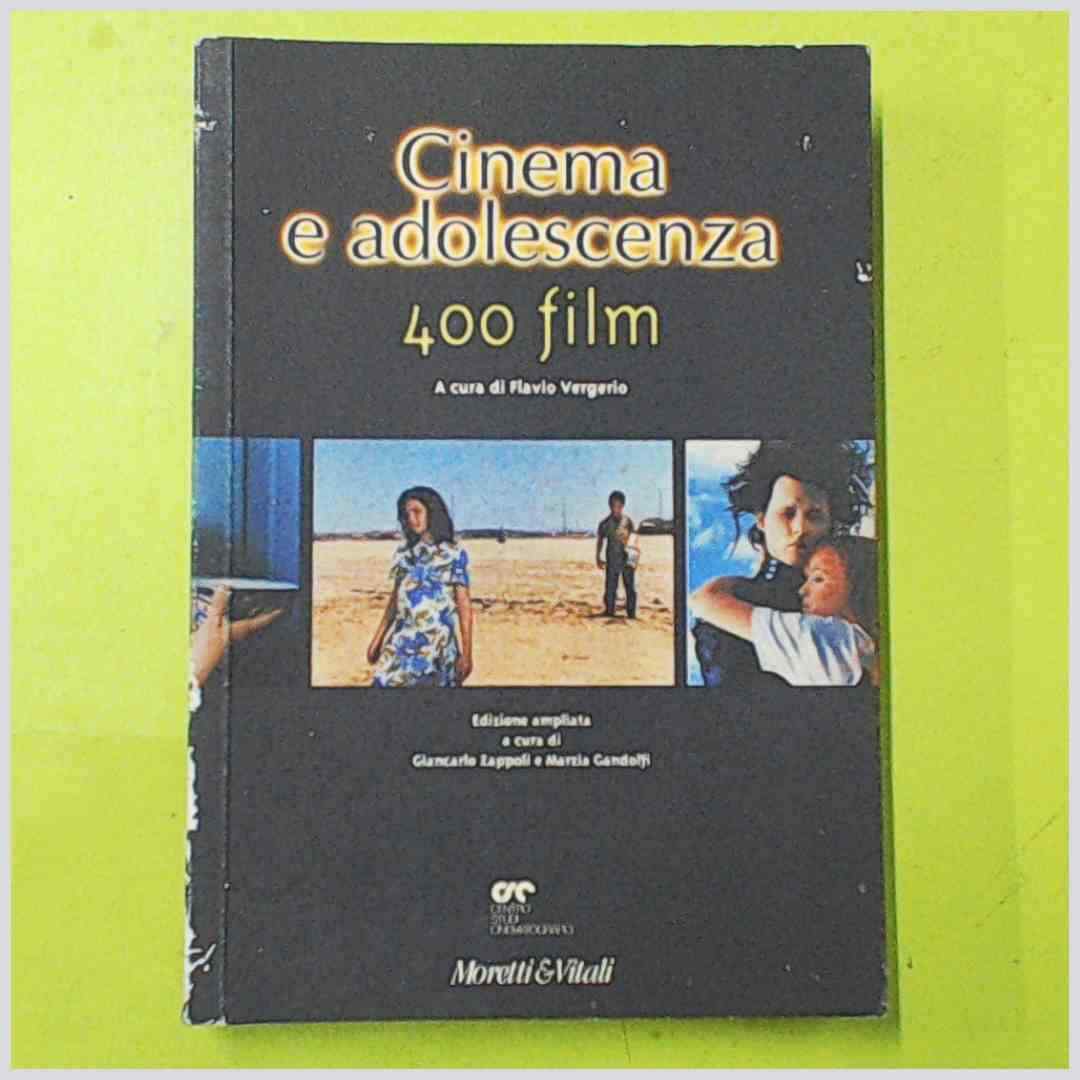 Cinema
e adolescenza
400 film
A cura di Flavio Vergerio
Edizione ampliata
a cura di
Giancarlo Zappoli e Marzia Gandolfi
csc
CENTRO
STUDI
CINEMATOGRAFICI
Moretti&Vitali